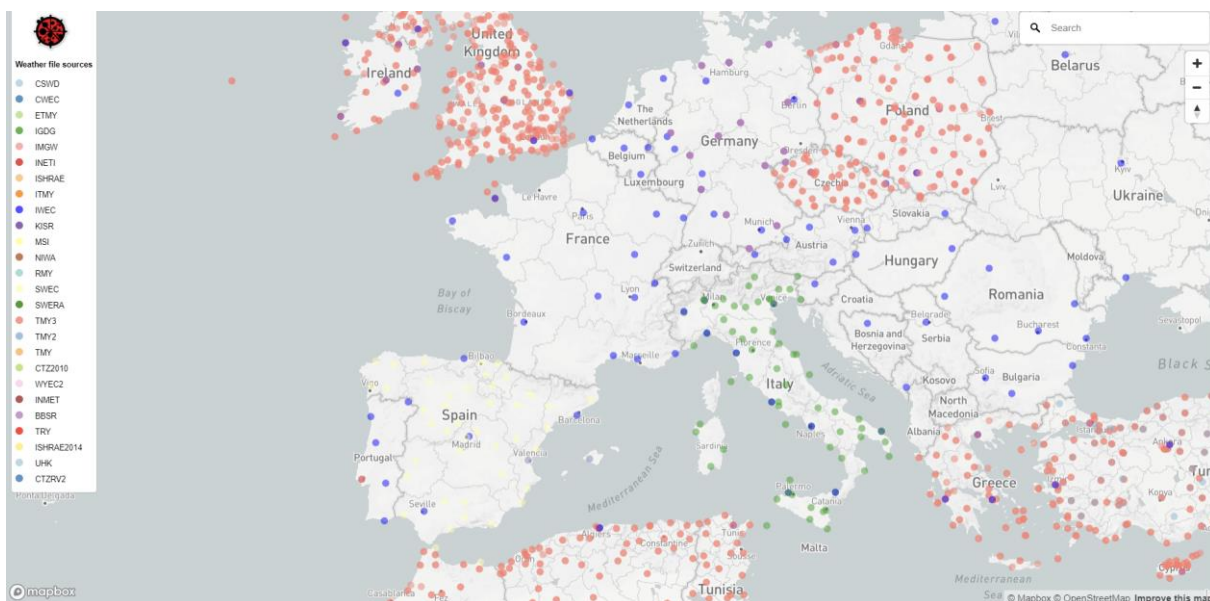 Weather file sources
CSWD
CWEC
ETMY
IGDG
IMGW
INETI
ISHRAE
ITMY
IWEC
KISR
MSI
NIWA
RMY
SWEC
SWERA
TMY3
TMY2
TMY
CTZ2010
WYEC2
INMET
BBSR
TRY
ISHRAE2014
UHK
CTZRV2
Search
United
Kingdom
Ireland
Hamburg
The
Netherlands
Berlin
Germany
Poland
Belarus
Brest
Belgium
Dresden
Luxembourg
Czechia
Lviv
Kyiv
Ukraine
Le Havre
Paris
France
Munich
Vienna
Slovakia
Austria
Zurich
Switzerland
Hungary
Moldova
Bay of
Biscay
Lyon
Milan
Venice
Croatia
Romania
Bordeaux
Belgrade
Bosnia and
Herzegovina
Serbia
Bucharest
Sevastopol
Constanta
Marseille
Florence
Adriatic Sea
Sofia
Bulgaria
Black S
Bilbao
Vigo
Italy
Kosovo
North
Macedonia
Albania
Spain
Barcelona
Madrid
Valencia
Portugal
Naples
Istanbul
Ankara
Greece
Konya
Seville
Mediterranean Sea
Palermo
Catania
Ponta Delgada
Algiers
Constantine
Tunis
Sousse
Malta
Oran
Casablanca
Fez
Tunisia
Mediterranean
Sea
Cyprus
mapbox
© Mapbox © OpenStreetMap Improve this map